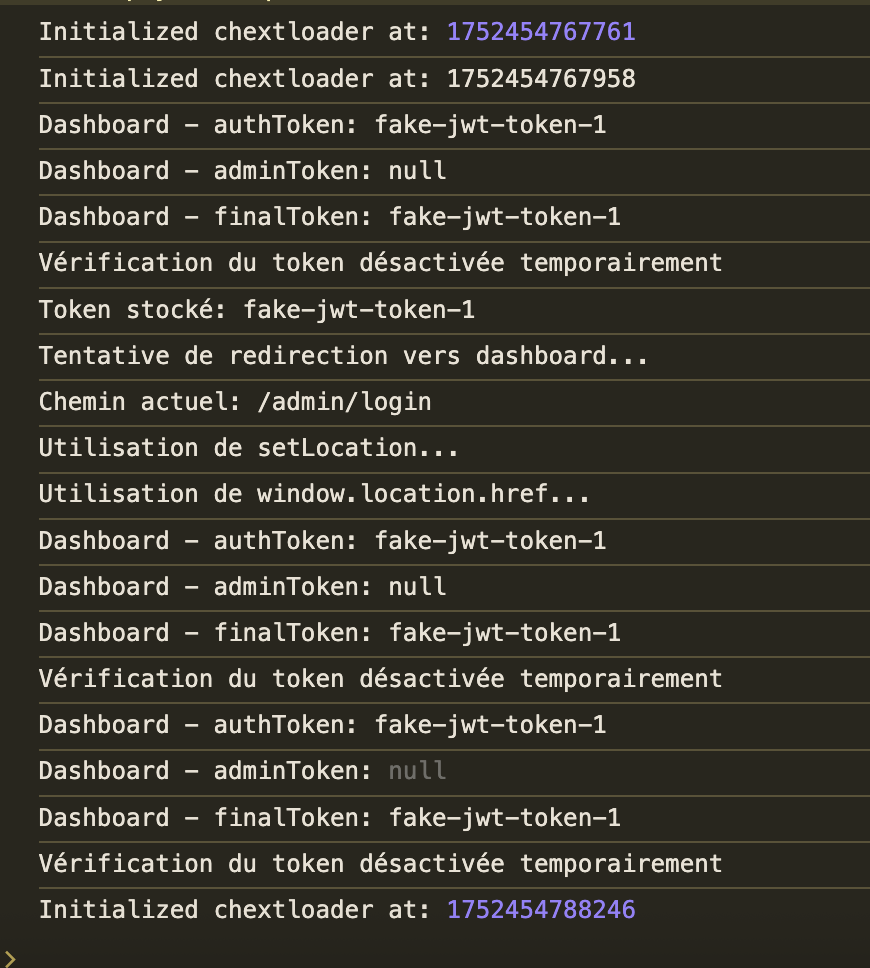 Initialized chextloader at: 1752454767761
Initialized chextloader at: 1752454767958
Dashboard – authToken: fake-jwt-token-1
Dashboard – adminToken: null
Dashboard – finalToken: fake-jwt-token-1
Vérification du token désactivée temporairement
Token stocké: fake-jwt-token-1
Tentative de redirection vers dashboard...
Chemin actuel: /admin/login
Utilisation de setLocation...
Utilisation de window.location.href...
Dashboard – authToken: fake-jwt-token-1
Dashboard – adminToken: null
Dashboard – finalToken: fake-jwt-token-1
Vérification du token désactivée temporairement
Dashboard – authToken: fake-jwt-token-1
Dashboard – adminToken: null
Dashboard – finalToken: fake-jwt-token-1
Vérification du token désactivée temporairement
Initialized chextloader at: 1752454788246